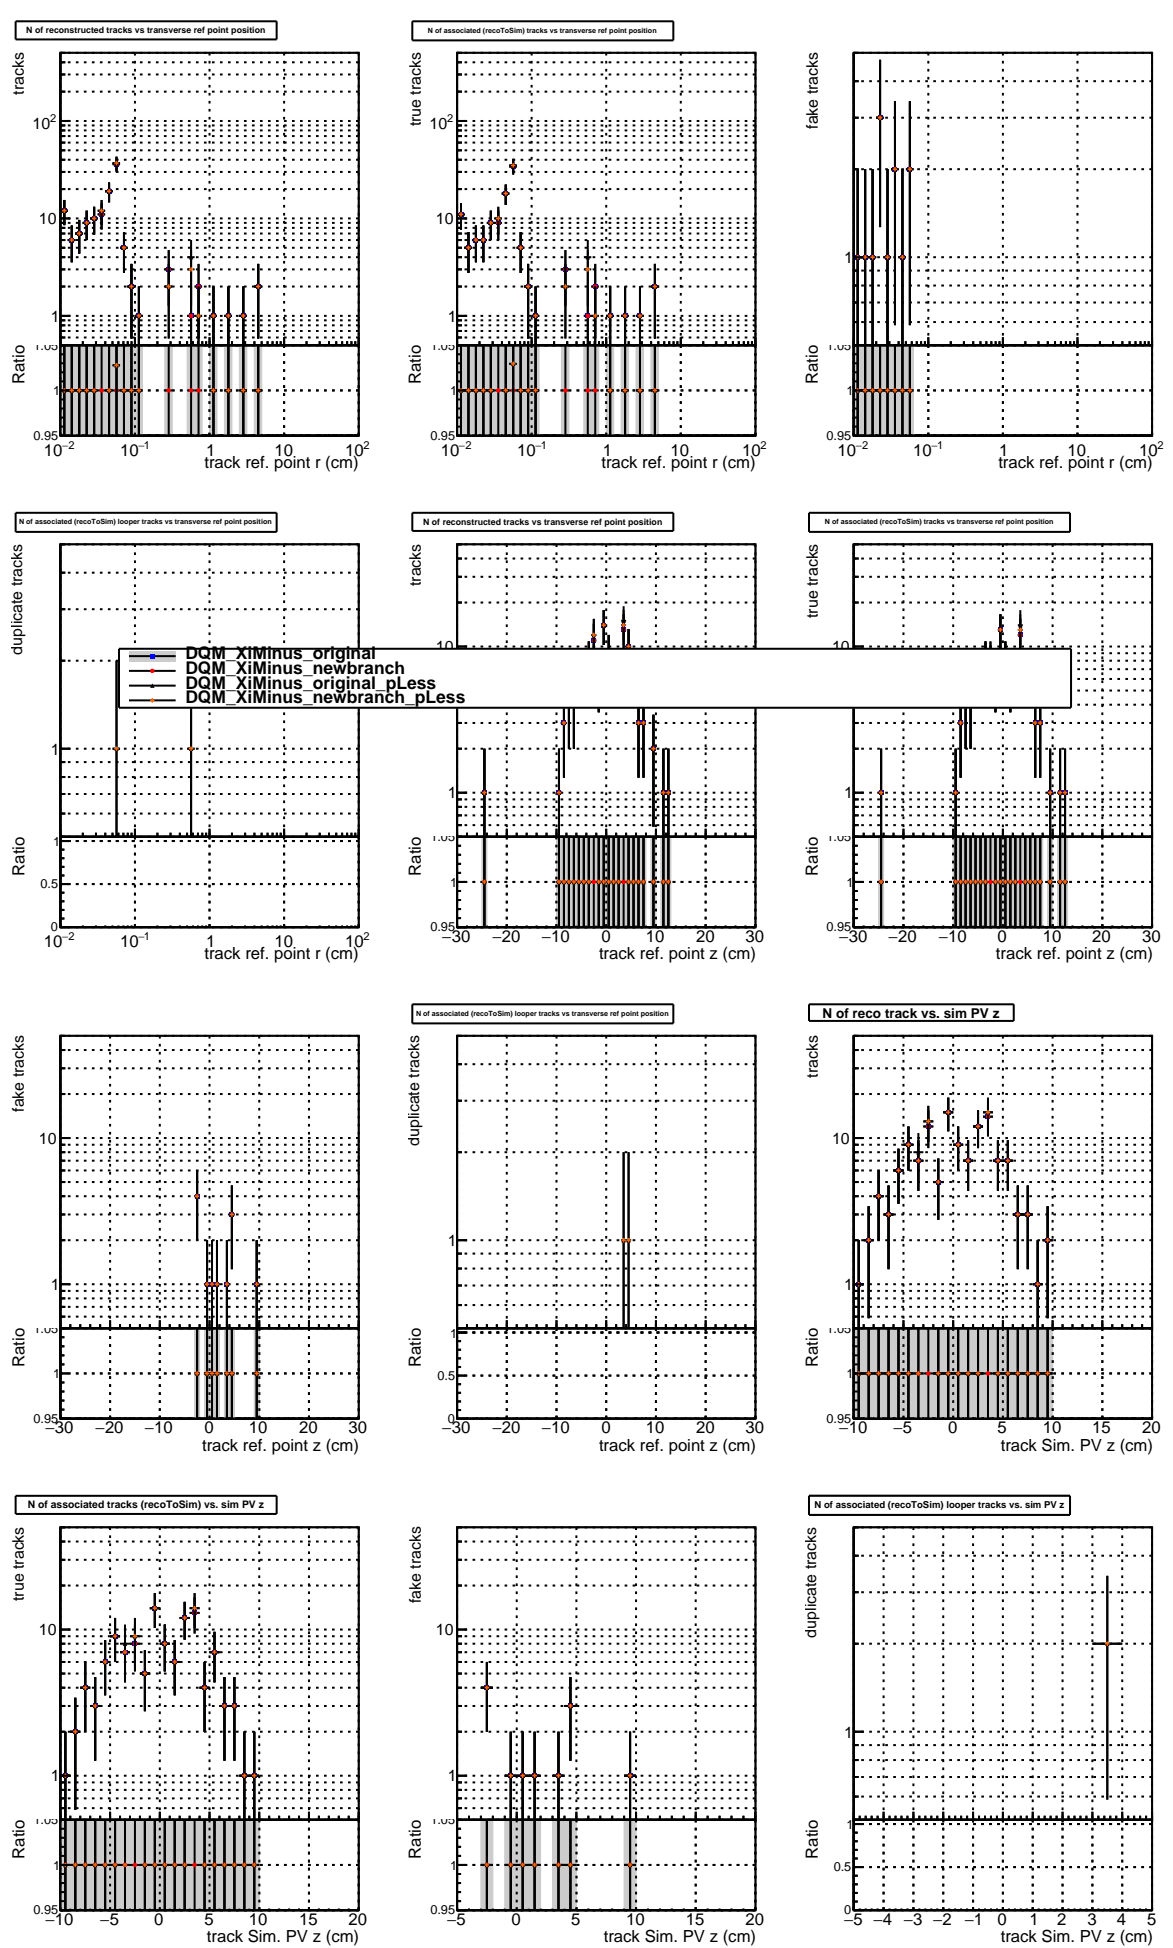 N of reconstructed tracks vs transverse ref point position
N of associated (recoToSim) tracks vs transverse ref point position
tracks
10²
10
1
1.05
Ratio
1
0.95
10⁻² 10⁻¹ 1 10 10²
track ref. point r (cm)
true tracks
10²
10
1
1.05
Ratio
1
0.95
10⁻² 10⁻¹ 1 10 10²
track ref. point r (cm)
fake tracks
1
1.05
Ratio
1
0.95
10⁻² 10⁻¹ 1 10 10²
track ref. point r (cm)
N of associated (recoToSim) looper tracks vs transverse ref point position
N of reconstructed tracks vs transverse ref point position
N of associated (recoToSim) tracks vs transverse ref point position
duplicate tracks
1
Ratio
1
0.5
0
10⁻² 10⁻¹ 1 10 10²
track ref. point r (cm)
tracks
10
1
1.05
Ratio
1
0.95
−30 −20 −10 0 10 20 30
track ref. point z (cm)
true tracks
10
1
1.05
Ratio
1
0.95
−30 −20 −10 0 10 20 30
track ref. point z (cm)
DQM_XiMinus_original
DQM_XiMinus_newbranch
DQM_XiMinus_original_pLess
DQM_XiMinus_newbranch_pLess
N of associated (recoToSim) looper tracks vs transverse ref point position
N of reco track vs. sim PV z
fake tracks
10
1
1.05
Ratio
1
0.95
−30 −20 −10 0 10 20 30
track ref. point z (cm)
duplicate tracks
1
Ratio
1
0.5
0
−30 −20 −10 0 10 20 30
track ref. point z (cm)
tracks
10
1
1.05
Ratio
1
0.95
−10 −5 0 5 10 15 20
track Sim. PV z (cm)
N of associated tracks (recoToSim) vs. sim PV z
N of associated (recoToSim) looper tracks vs. sim PV z
true tracks
10
1
1.05
Ratio
1
0.95
−10 −5 0 5 10 15 20
track Sim. PV z (cm)
fake tracks
10
1
1.05
Ratio
1
0.95
−5 0 5 10 15 20
track Sim. PV z (cm)
duplicate tracks
1
Ratio
1
0.5
0
−5 −4 −3 −2 −1 0 1 2 3 4 5
track Sim. PV z (cm)